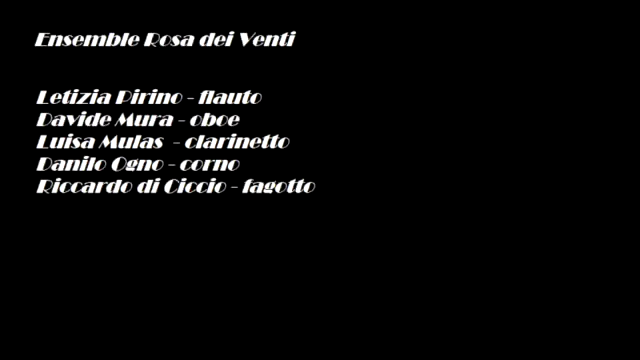 Ensemble Rosa dei Venti
Letizia Pirino - flauto
Davide Mura - oboe
Luisa Mulas - clarinetto
Danilo Ogno - corno
Riccardo di Ciccio - fagotto